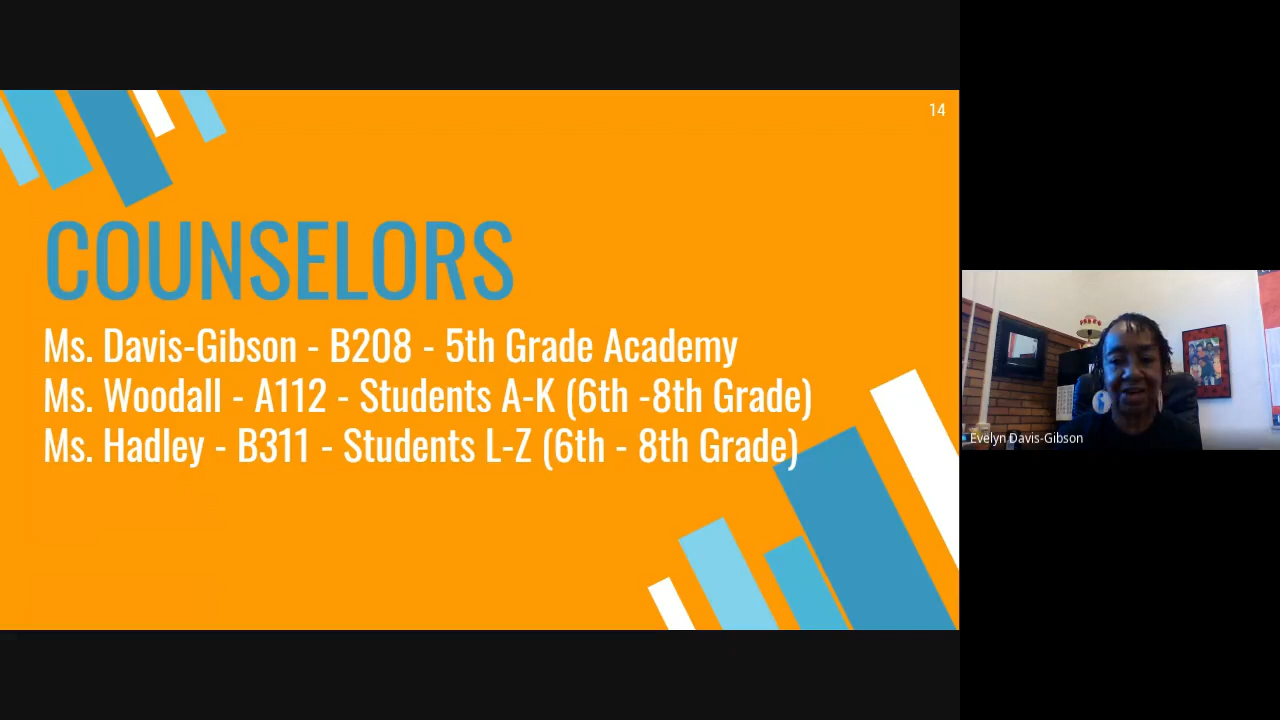 14
COUNSELORS
Ms. Davis-Gibson - B208 - 5th Grade Academy
Ms. Woodall - A112 - Students A-K (6th -8th Grade)
Ms. Hadley - B311 - Students L-Z (6th - 8th Grade)
Evelyn Davis-Gibson